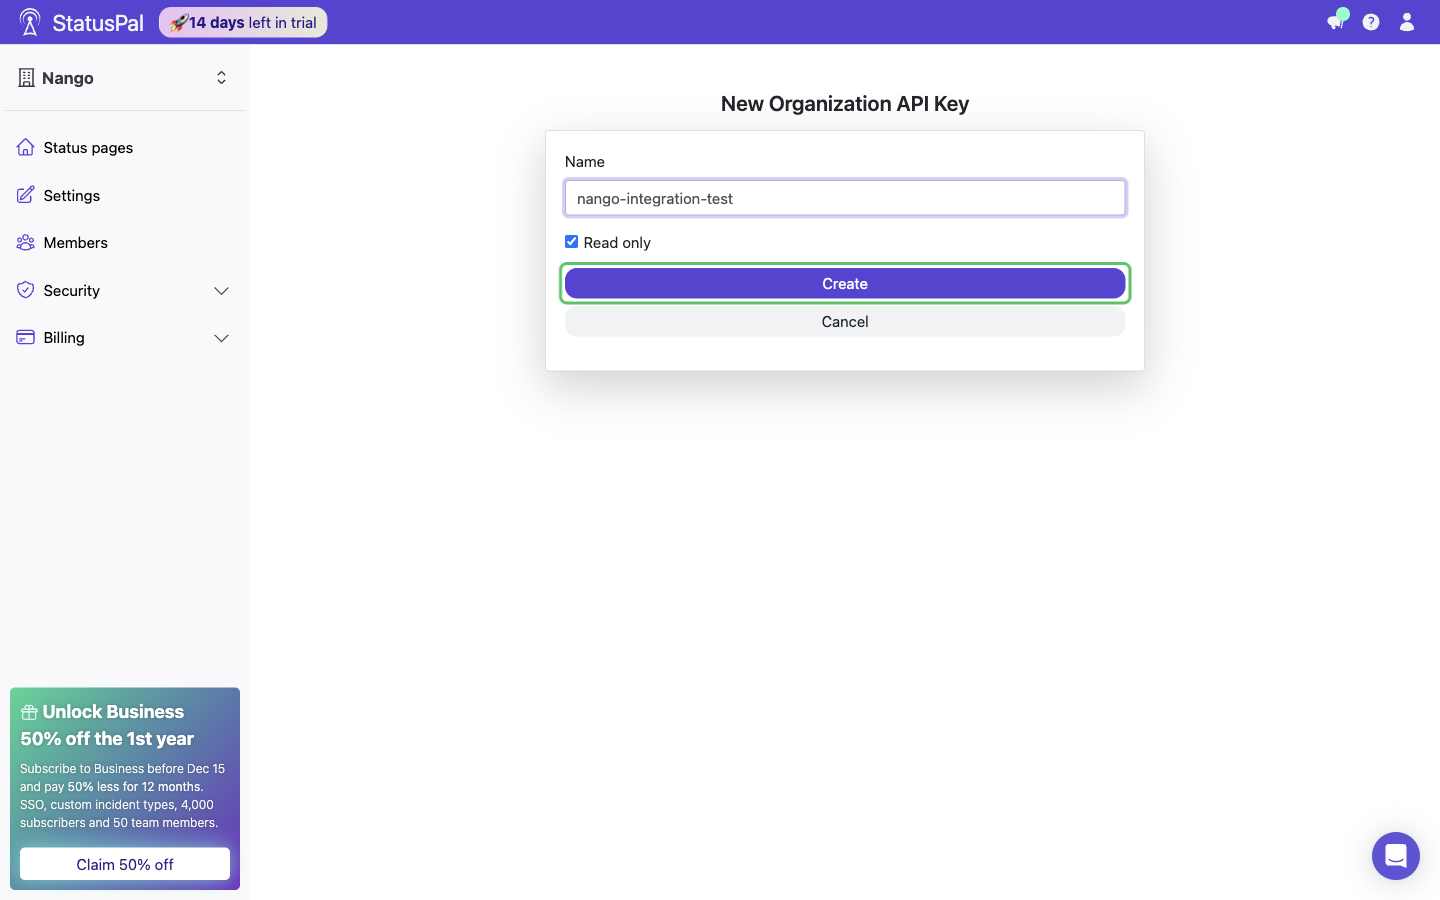 StatusPal
🚀14 days left in trial
?
Nango
Status pages
Settings
Members
Security
Billing
New Organization API Key
Name
nango-integration-test
Read only
Create
Cancel
Unlock Business
50% off the 1st year
Subscribe to Business before Dec 15
and pay 50% less for 12 months.
SSO, custom incident types, 4,000
subscribers and 50 team members.
Claim 50% off